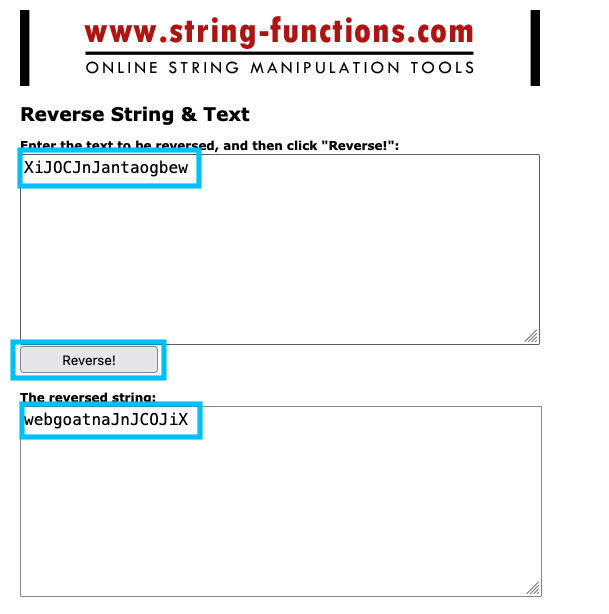 www.string-functions.com
ONLINE STRING MANIPULATION TOOLS
Reverse String & Text
Enter the text to be reversed, and then click "Reverse!":
XiJOCJnJantaogbew
Reverse!
The reversed string:
webgoatnaJnJCOJiX